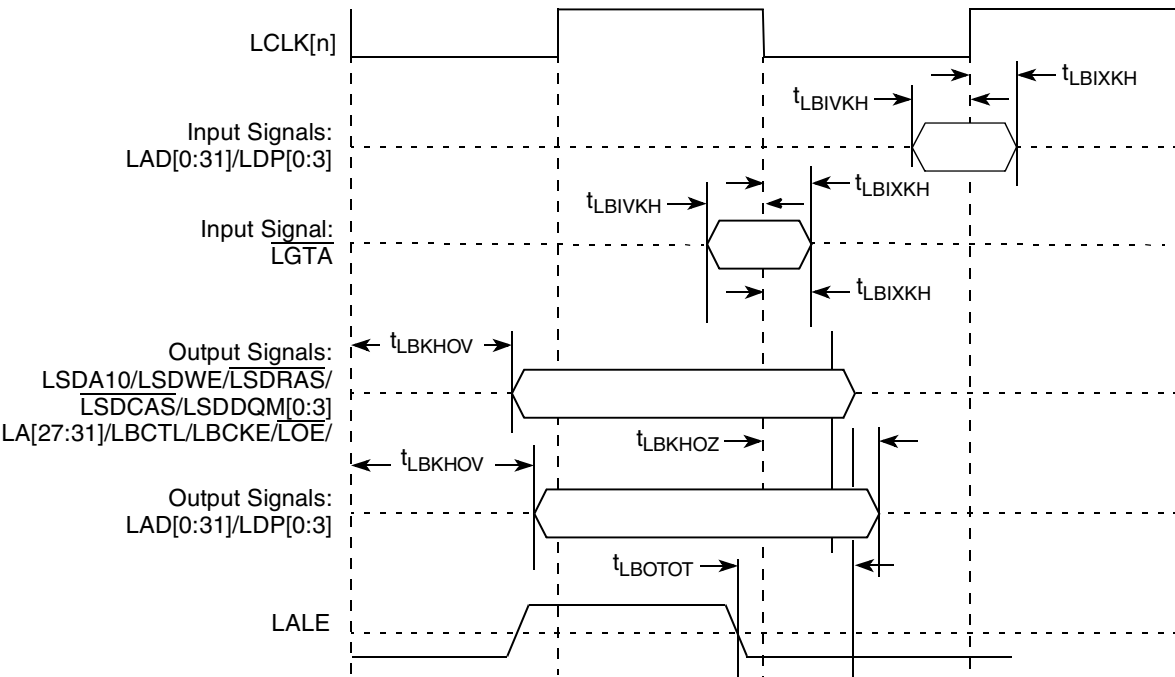 LCLK[n]
tLBIXKH
tLBIVKH
Input Signals:
LAD[0:31]/LDP[0:3]
tLBIXKH
tLBIVKH
Input Signal:
LGTA
tLBIXKH
tLBKHOV
Output Signals:
LSDA10/LSDWE/LSDRAS/
LSDCAS/LSDDQM[0:3]
LA[27:31]/LBCTL/LBCKE/LOE/
tLBKHOZ
tLBKHOV
Output Signals:
LAD[0:31]/LDP[0:3]
tLBOTOT
LALE